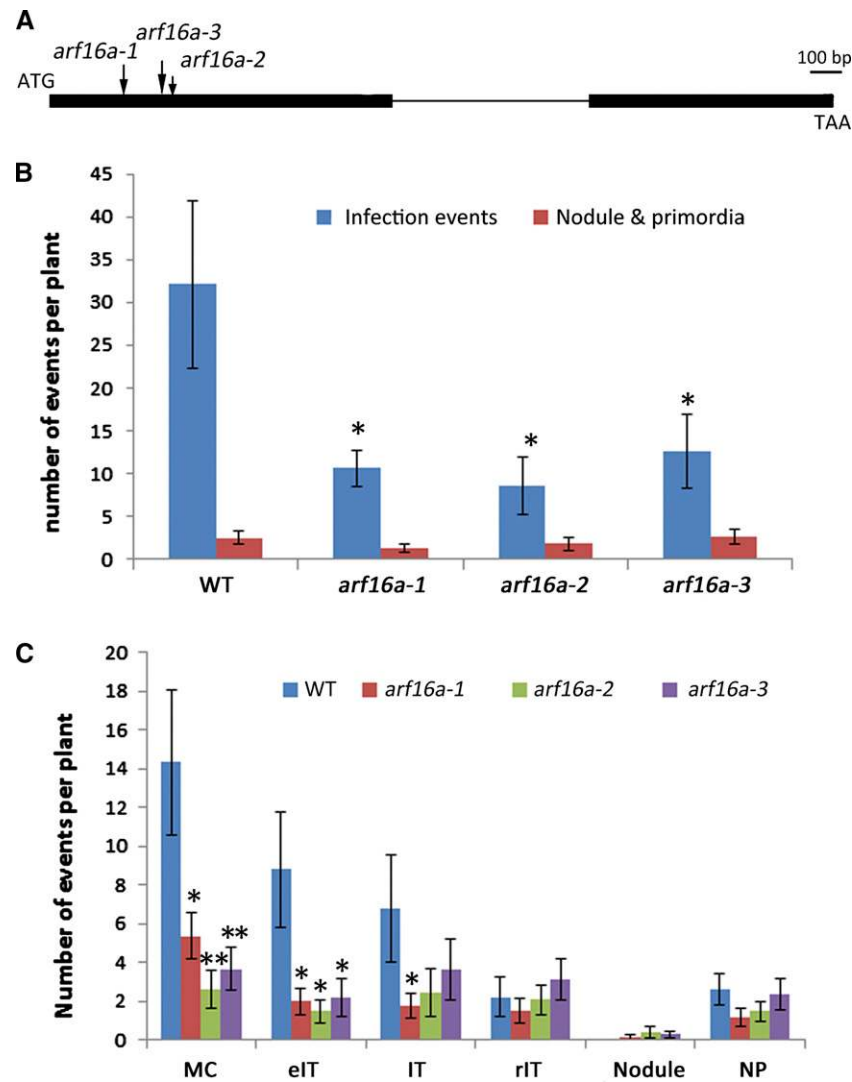 A
arf16a-3
arf16a-1
arf16a-2
100 bp
ATG
TAA
B
number of events per plant
45
40
35
30
25
20
15
10
5
0
Infection events
Nodule & primordia
*
*
*
WT
arf16a-1
arf16a-2
arf16a-3
C
Number of events per plant
20
18
16
14
12
10
8
6
4
2
0
WT
arf16a-1
arf16a-2
arf16a-3
*
**
**
*
*
*
*
MC
eIT
IT
rIT
Nodule
NP